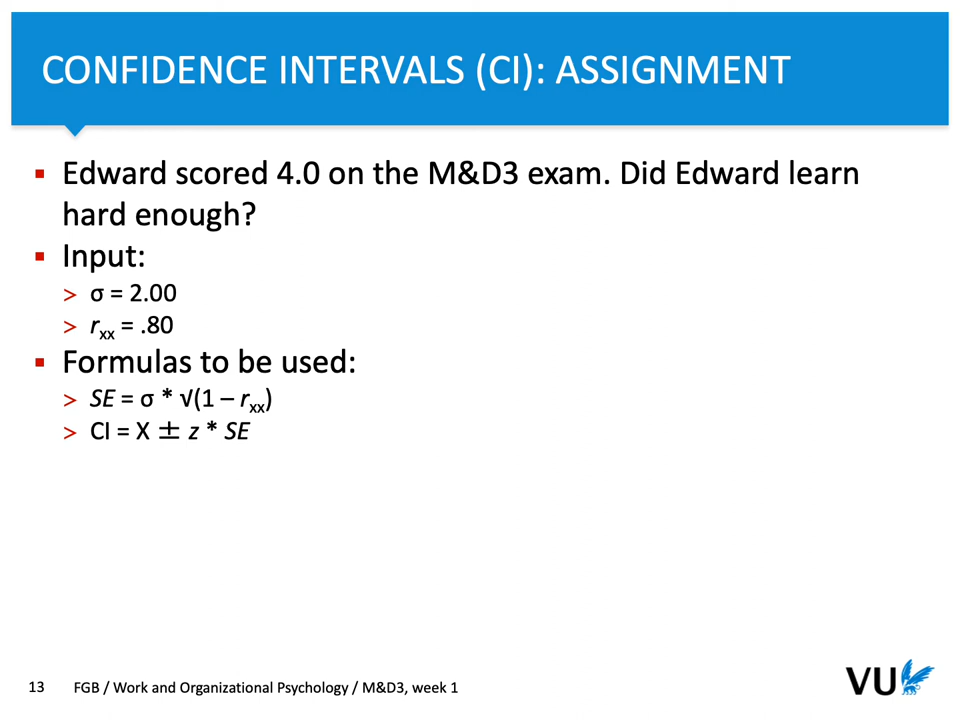 CONFIDENCE INTERVALS (CI): ASSIGNMENT
▪ Edward scored 4.0 on the M&D3 exam. Did Edward learn
hard enough?
▪ Input:
> σ = 2.00
> rxx = .80
▪ Formulas to be used:
> SE = σ * √(1 – rxx)
> CI = X ± z * SE
13 FGB / Work and Organizational Psychology / M&D3, week 1
VU